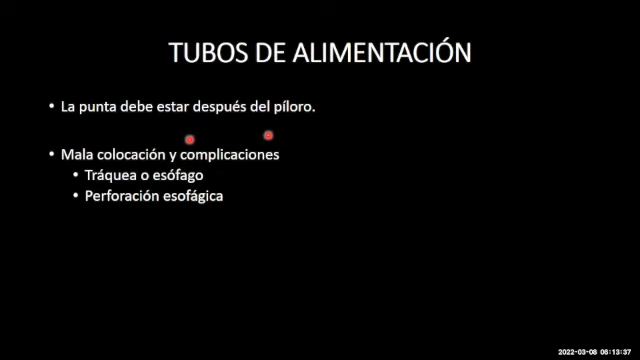 TUBOS DE ALIMENTACIÓN
• La punta debe estar después del píloro.
• Mala colocación y complicaciones
• Tráquea o esófago
• Perforación esofágica
2022-03-08 08:13:37